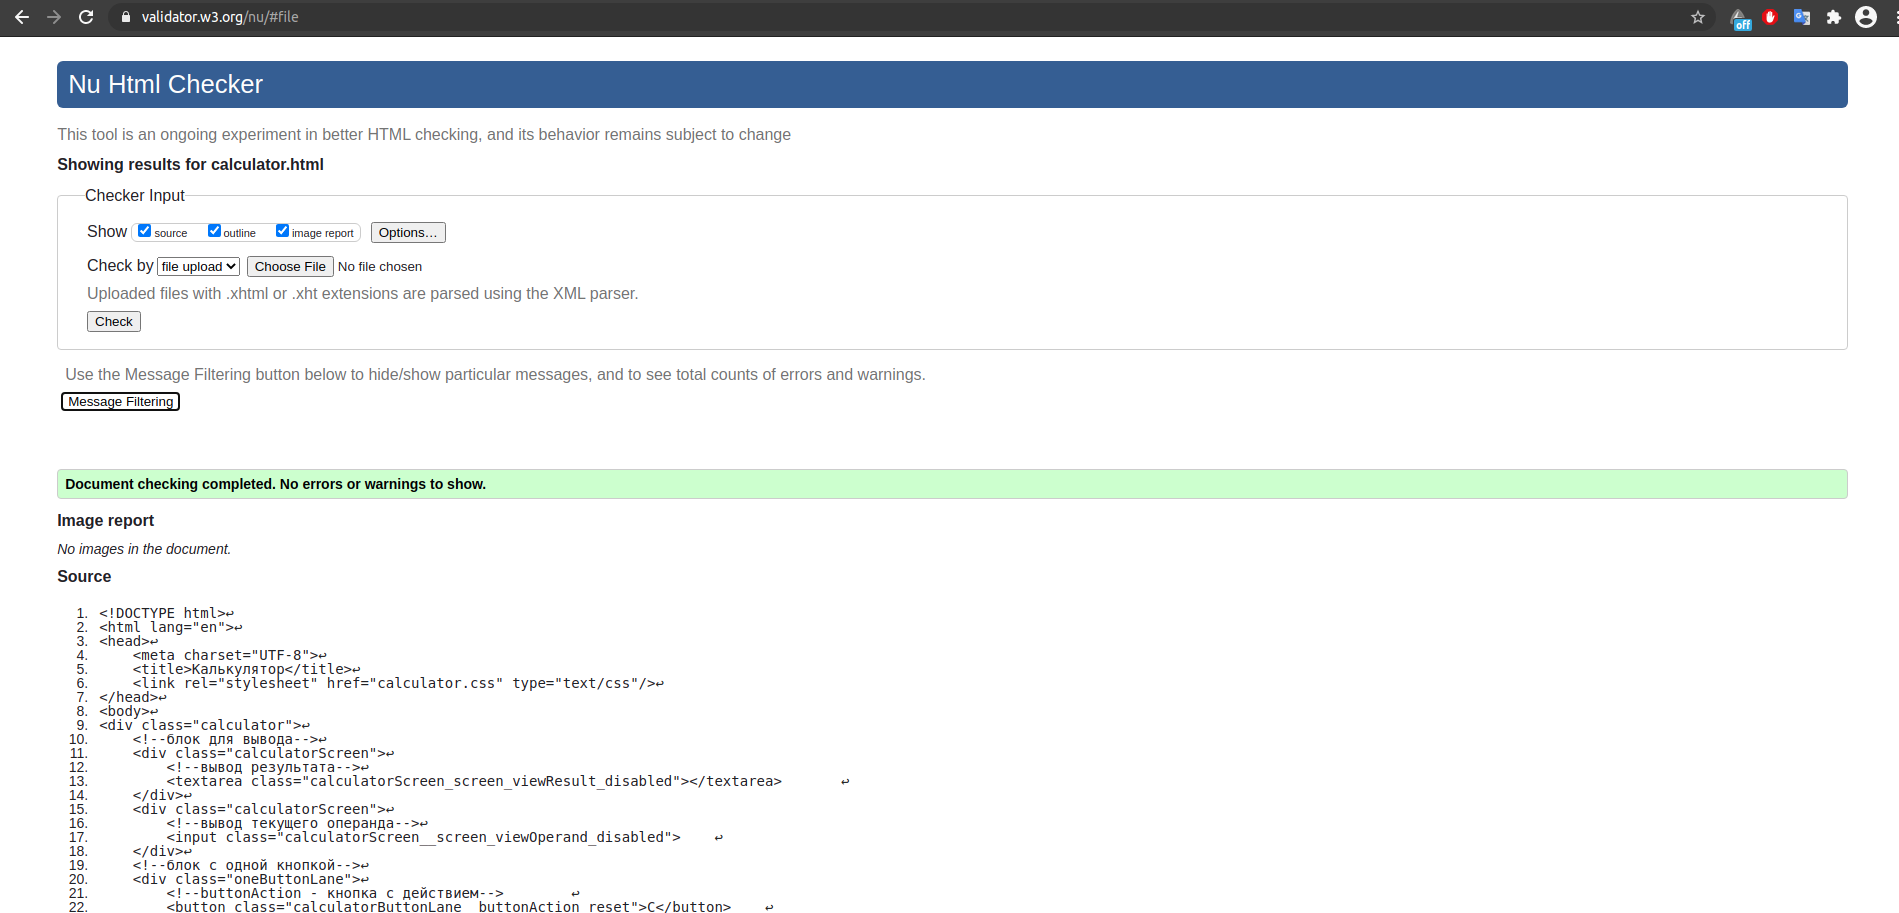 validator.w3.org/nu/#file
off
Nu Html Checker
This tool is an ongoing experiment in better HTML checking, and its behavior remains subject to change
Showing results for calculator.html
Checker Input
Show source outline image report Options...
Check by file upload Choose File No file chosen
Uploaded files with .xhtml or .xht extensions are parsed using the XML parser.
Check
Use the Message Filtering button below to hide/show particular messages, and to see total counts of errors and warnings.
Message Filtering
Document checking completed. No errors or warnings to show.
Image report
No images in the document.
Source
1. <!DOCTYPE html>↩
2. <html lang="en">↩
3. <head>↩
4. <meta charset="UTF-8">↩
5. <title>Калькулятор</title>↩
6. <link rel="stylesheet" href="calculator.css" type="text/css"/>↩
7. </head>↩
8. <body>↩
9. <div class="calculator">↩
10. <!--блок для вывода-->↩
11. <div class="calculatorScreen">↩
12. <!--вывод результата-->↩
13. <textarea class="calculatorScreen_screen_viewResult_disabled"></textarea> ↩
14. </div>↩
15. <div class="calculatorScreen">↩
16. <!--вывод текущего операнда-->↩
17. <input class="calculatorScreen__screen_viewOperand_disabled"> ↩
18. </div>↩
19. <!--блок с одной кнопкой-->↩
20. <div class="oneButtonLane">↩
21. <!--buttonAction - кнопка с действием--> ↩
22. <button class="calculatorButtonLane__buttonAction_reset">C</button> ↩